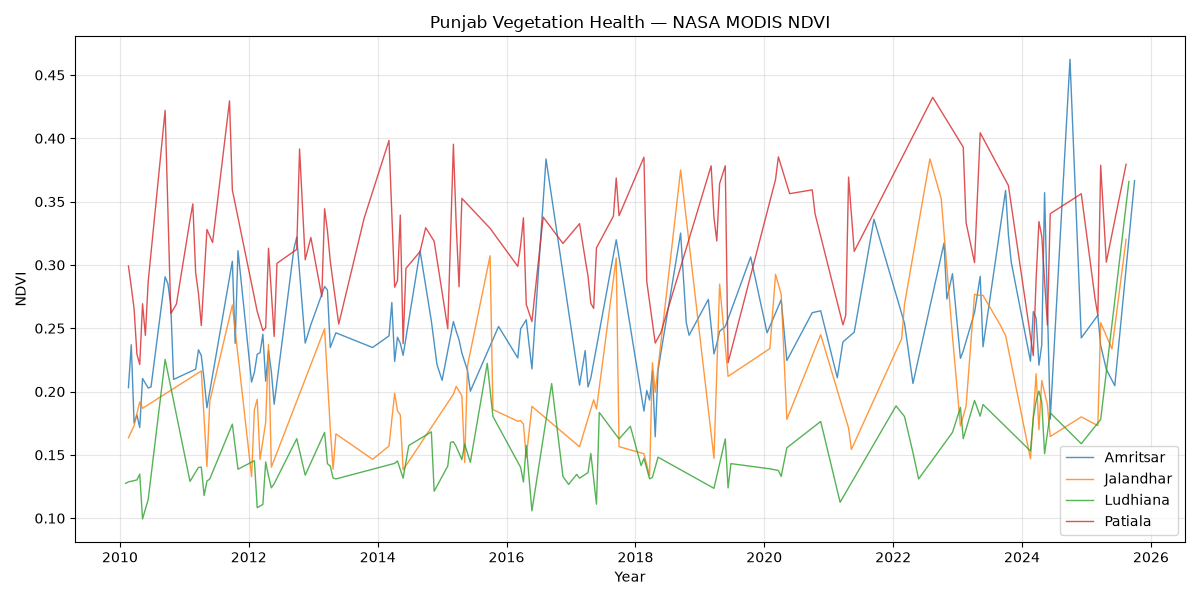 Punjab Vegetation Health — NASA MODIS NDVI
NDVI
0.45
0.40
0.35
0.30
0.25
0.20
0.15
0.10
Amritsar
Jalandhar
Ludhiana
Patiala
2010 2012 2014 2016 2018 2020 2022 2024 2026
Year